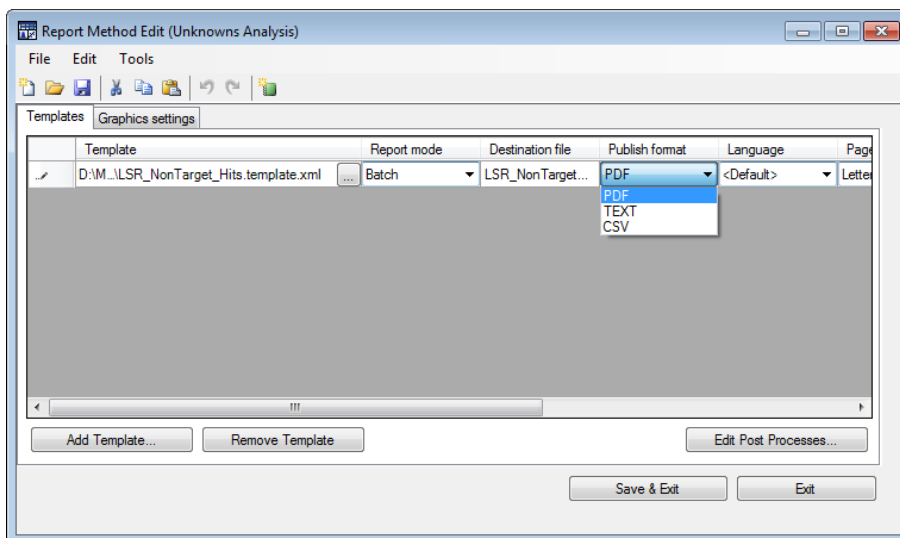 Report Method Edit (Unknowns Analysis)
File Edit Tools
Templates Graphics settings
Template Report mode Destination file Publish format Language Page
D:\M...\LSR_NonTarget_Hits.template.xml ... Batch LSR_NonTarget... PDF <Default> Letter
PDF
TEXT
CSV
Add Template... Remove Template Edit Post Processes...
Save & Exit Exit